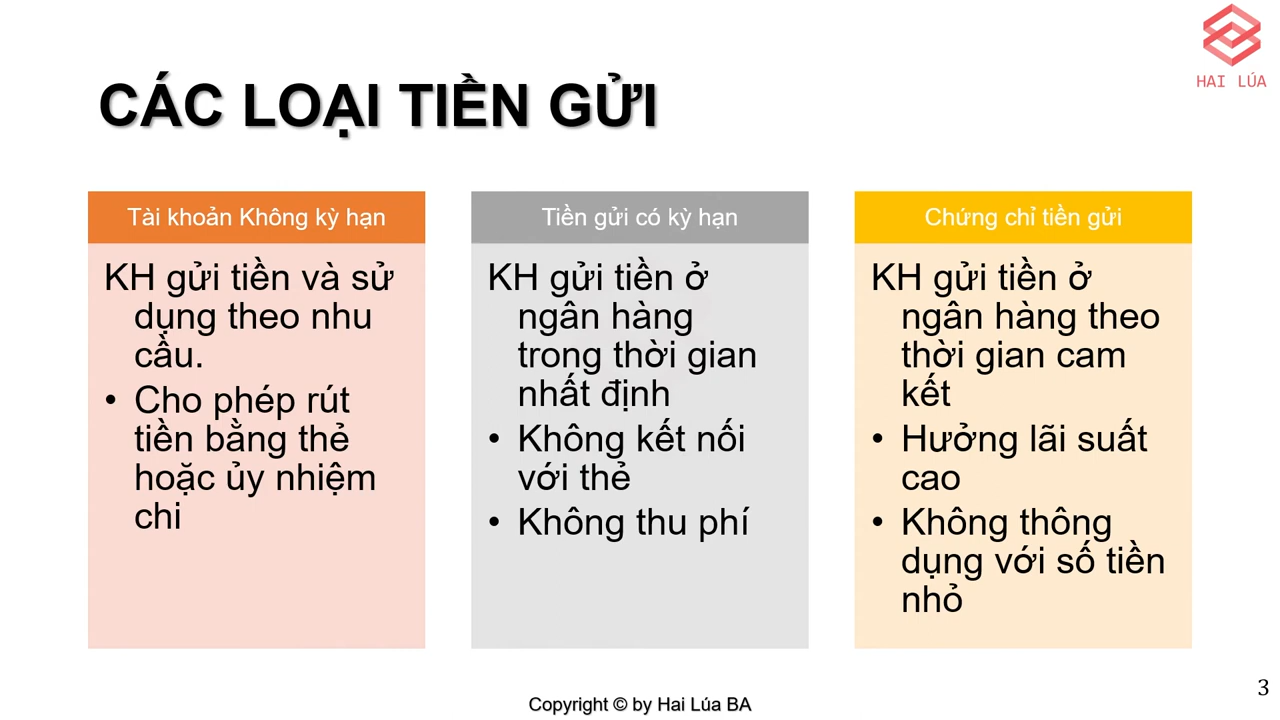 HAI LÚA
CÁC LOẠI TIỀN GỬI
Tài khoản Không kỳ hạn
KH gửi tiền và sử
dụng theo nhu
cầu.
• Cho phép rút
tiền bằng thẻ
hoặc ủy nhiệm
chi
Tiền gửi có kỳ hạn
KH gửi tiền ở
ngân hàng
trong thời gian
nhất định
• Không kết nối
với thẻ
• Không thu phí
Chứng chỉ tiền gửi
KH gửi tiền ở
ngân hàng theo
thời gian cam
kết
• Hưởng lãi suất
cao
• Không thông
dụng với số tiền
nhỏ
Copyright © by Hai Lúa BA
3